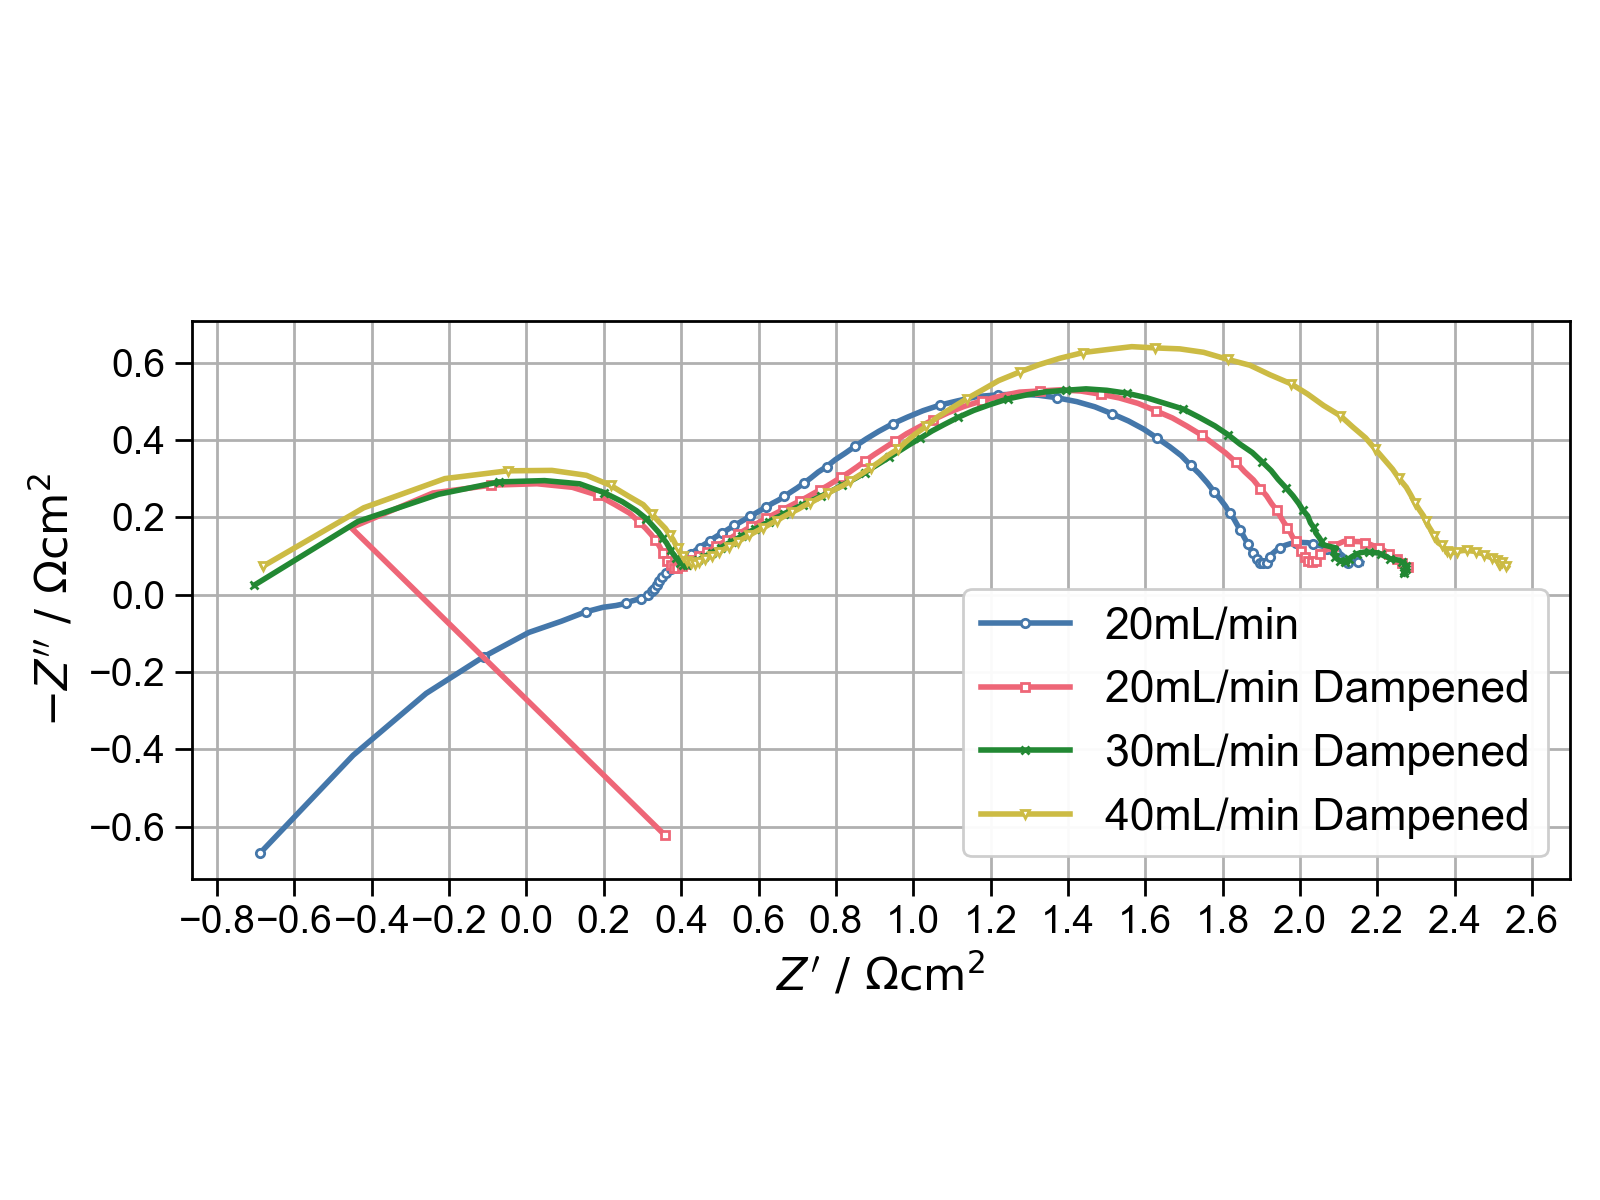 0.6
0.4
0.2
0.0
−0.2
−0.4
−0.6
−Z′′ / Ωcm²
20mL/min
20mL/min Dampened
30mL/min Dampened
40mL/min Dampened
−0.8 −0.6 −0.4 −0.2 0.0 0.2 0.4 0.6 0.8 1.0 1.2 1.4 1.6 1.8 2.0 2.2 2.4 2.6
Z′ / Ωcm²